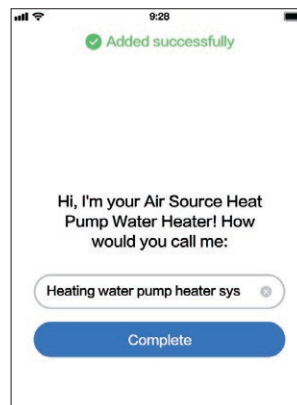 9:28
Added successfully
Hi, I'm your Air Source Heat
Pump Water Heater! How
would you call me:
Heating water pump heater sys
Complete